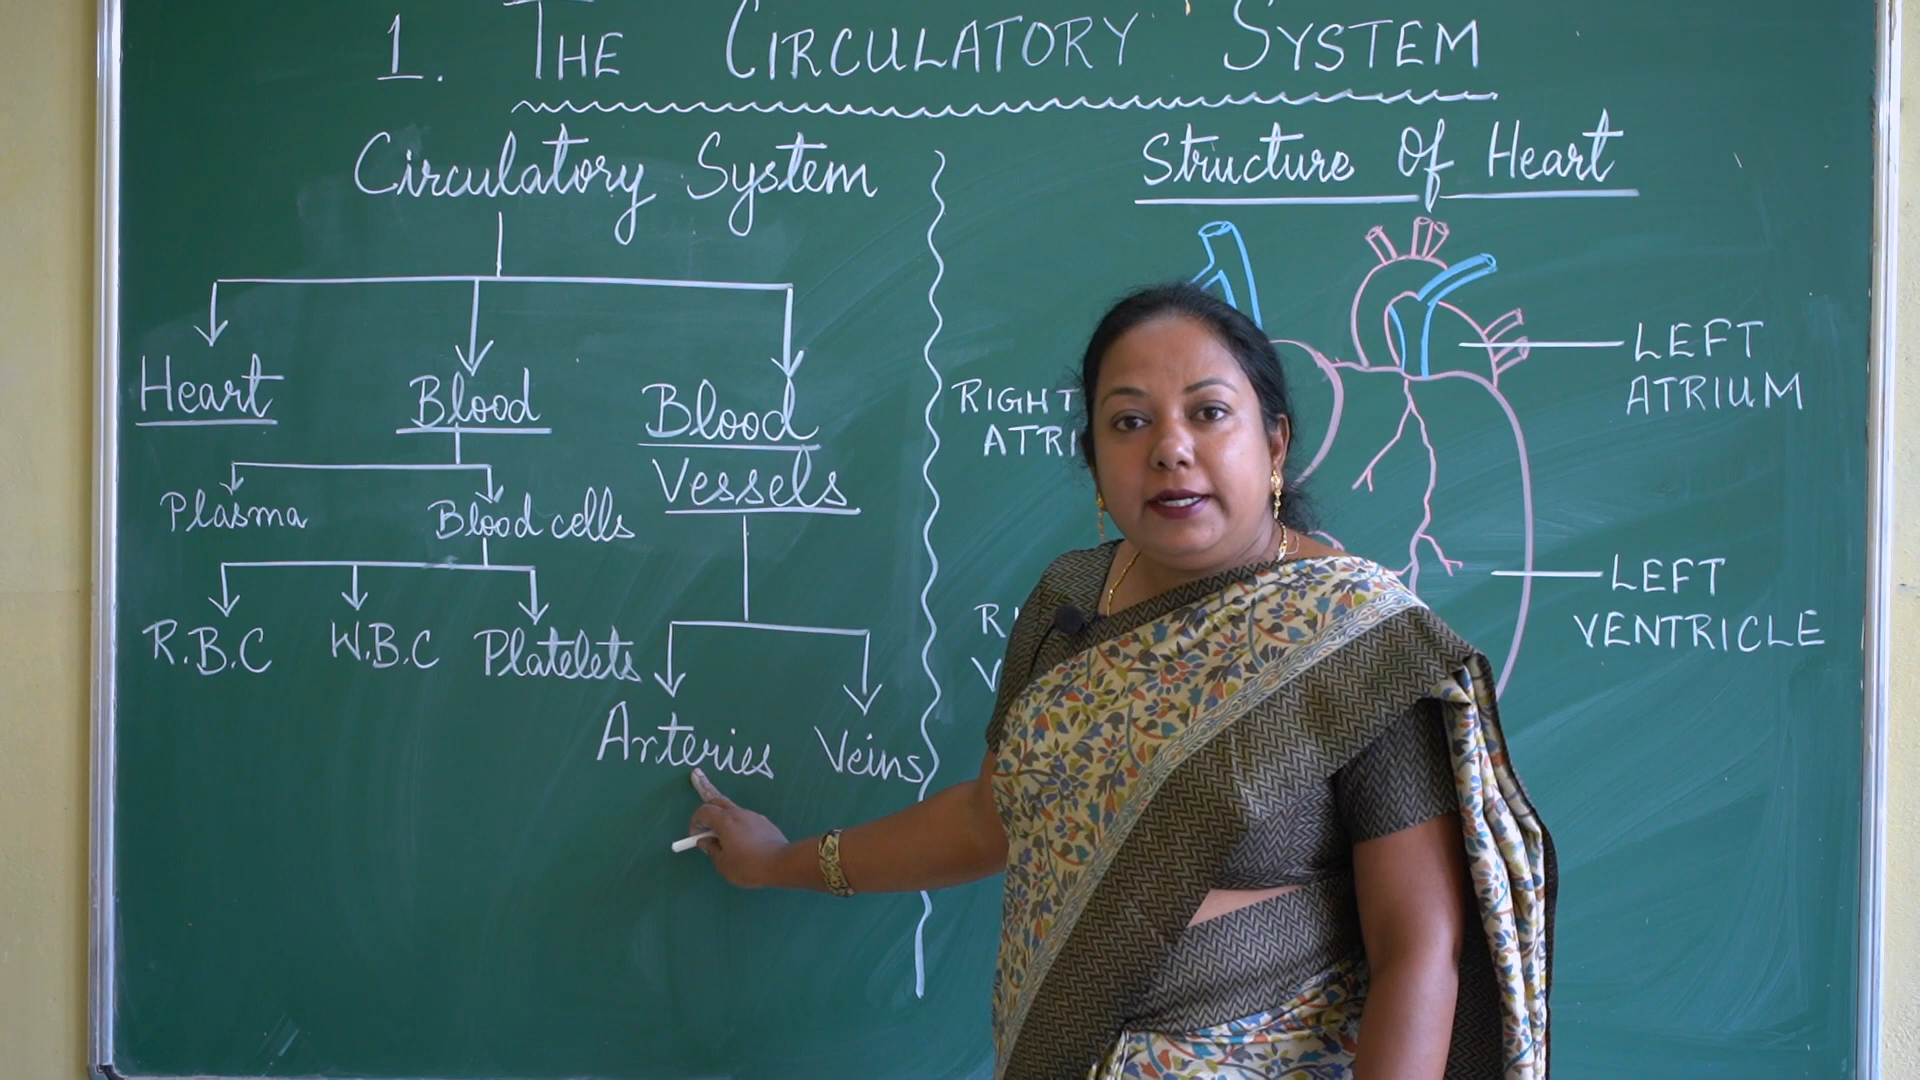 1. THE CIRCULATORY SYSTEM
Circulatory System
Heart
Blood
Blood
Vessels
Plasma
Blood cells
R.B.C
W.B.C
Platelets
Arteries
Veins
Structure Of Heart
RIGHT
LEFT
ATRIUM
LEFT
VENTRICLE